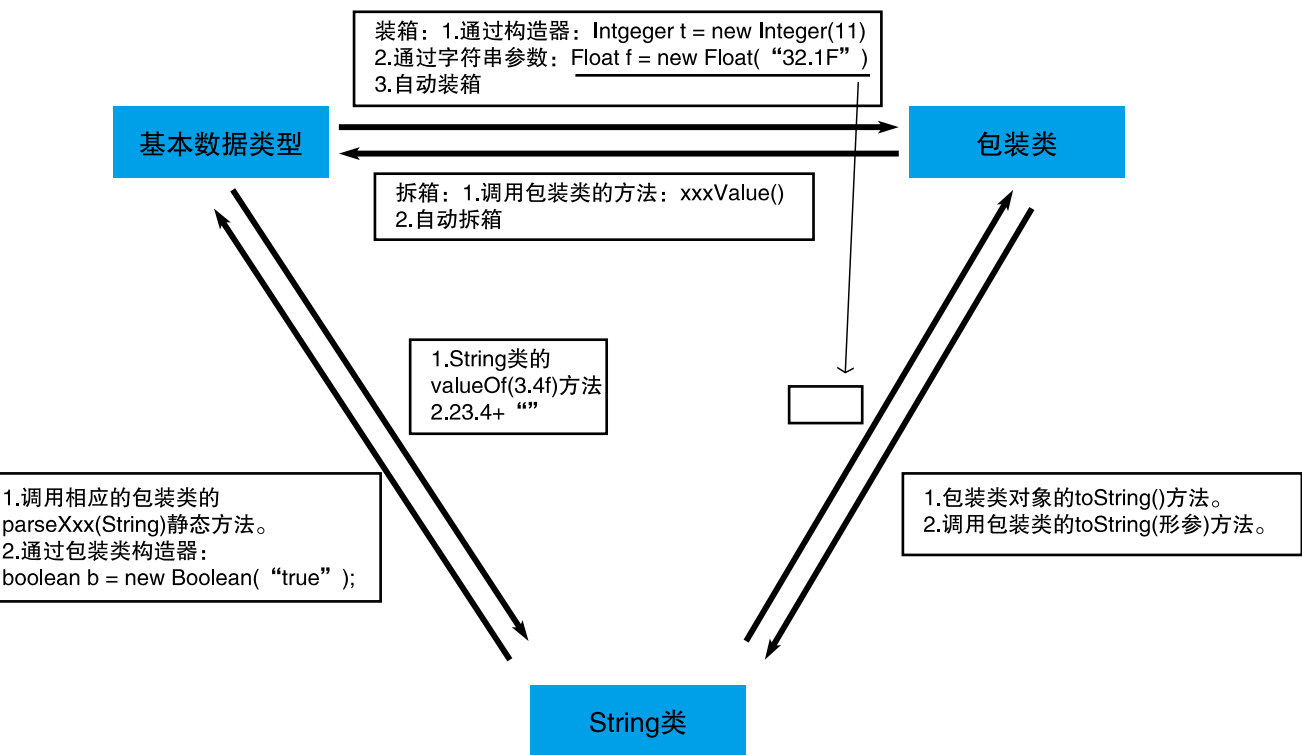 装箱：1.通过构造器：Intgeger t = new Integer(11)
2.通过字符串参数：Float f = new Float(“32.1F”)
3.自动装箱
基本数据类型
包装类
拆箱：1.调用包装类的方法：xxxValue()
2.自动拆箱
1.String类的
valueOf(3.4f)方法
2.23.4+“”
1.调用相应的包装类的
parseXxx(String)静态方法。
2.通过包装类构造器：
boolean b = new Boolean(“true”);
1.包装类对象的toString()方法。
2.调用包装类的toString(形参)方法。
String类